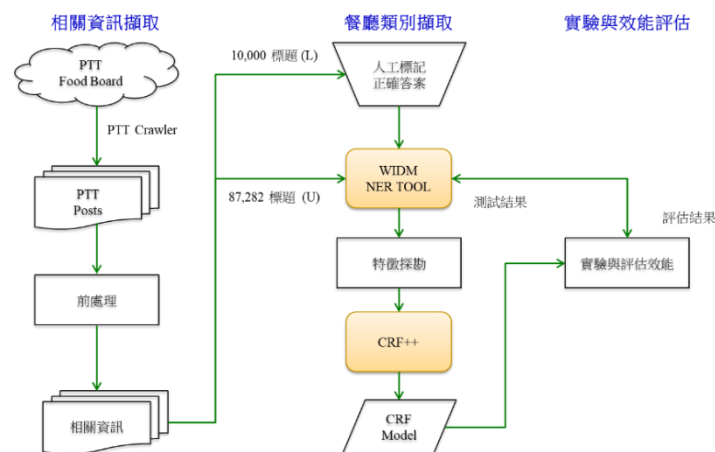 相關資訊擷取
餐廳類別擷取
實驗與效能評估
PTT
Food Board
10,000 標題 (L)
人工標記
正確答案
PTT Crawler
PTT
Posts
87,282 標題 (U)
WIDM
NER TOOL
測試結果
評估結果
前處理
特徵探勘
實驗與評估效能
CRF++
相關資訊
CRF
Model